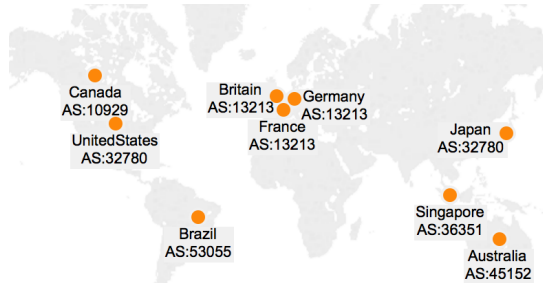 Canada
AS:10929
UnitedStates
AS:32780
Britain
AS:13213
Germany
AS:13213
France
AS:13213
Japan
AS:32780
Brazil
AS:53055
Singapore
AS:36351
Australia
AS:45152